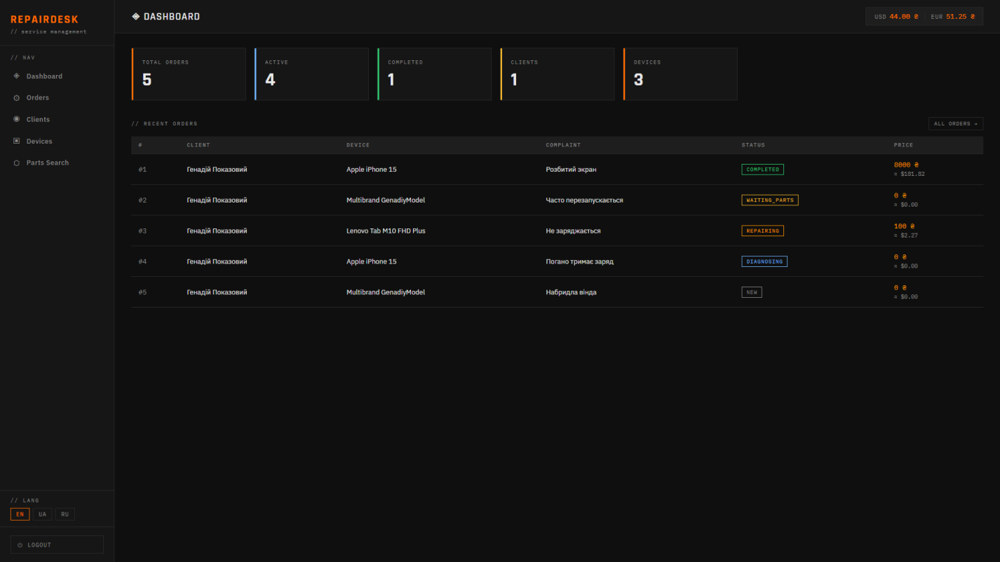 REPAIRDESK
// service management
// NAV
Dashboard
Orders
Clients
Devices
Parts Search
// LANG
EN UA RU
LOGOUT
DASHBOARD
USD 44.00 ₴ EUR 51.25 ₴
TOTAL ORDERS
5
ACTIVE
4
COMPLETED
1
CLIENTS
1
DEVICES
3
// RECENT ORDERS
ALL ORDERS →
# CLIENT DEVICE COMPLAINT STATUS PRICE
#1 Генадій Показовий Apple iPhone 15 Розбитий экран COMPLETED 8000 ₴
≈ $181.82
#2 Генадій Показовий Multibrand GenadiyModel Часто перезапускається WAITING_PARTS 0 ₴
≈ $0.00
#3 Генадій Показовий Lenovo Tab M10 FHD Plus Не заряджається REPAIRING 100 ₴
≈ $2.27
#4 Генадій Показовий Apple iPhone 15 Погано тримає заряд DIAGNOSING 0 ₴
≈ $0.00
#5 Генадій Показовий Multibrand GenadiyModel Набридла вінда NEW 0 ₴
≈ $0.00